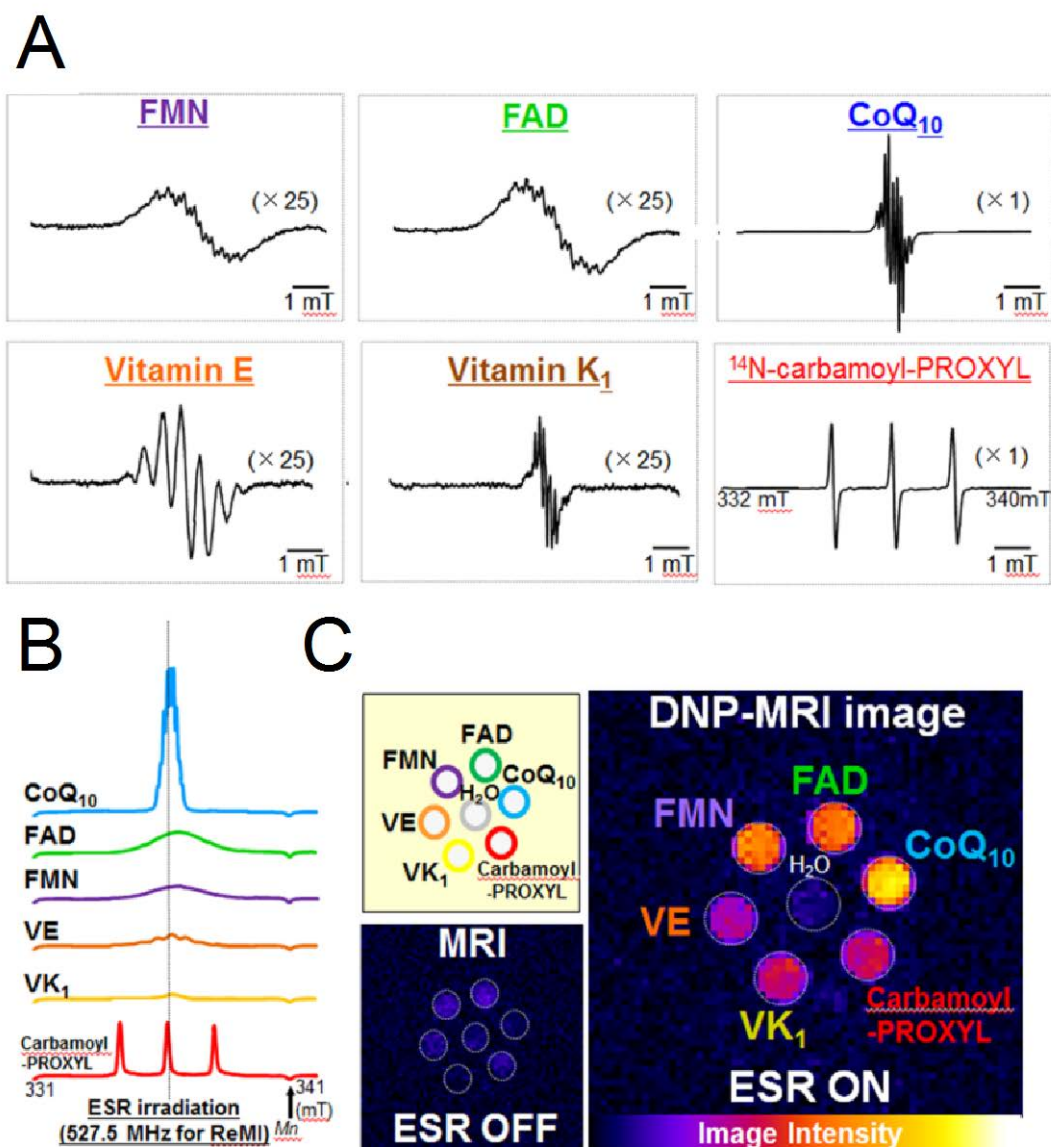 A
FMN
(×25)
1 mT
FAD
(×25)
1 mT
CoQ10
(×1)
1 mT
Vitamin E
(×25)
1 mT
Vitamin K1
(×25)
1 mT
14N-carbamoyl-PROXYL
(×1)
332 mT
340mT
1 mT
B
CoQ10
FAD
FMN
VE
VK1
Carbamoyl
-PROXYL
331
341
(mT)
ESR irradiation
(527.5 MHz for ReMI)
Mn
C
FAD
FMN
CoQ10
H2O
VE
VK1
Carbamoyl
-PROXYL
MRI
ESR OFF
DNP-MRI image
FAD
FMN
CoQ10
H2O
VE
Carbamoyl
-PROXYL
VK1
ESR ON
Image Intensity